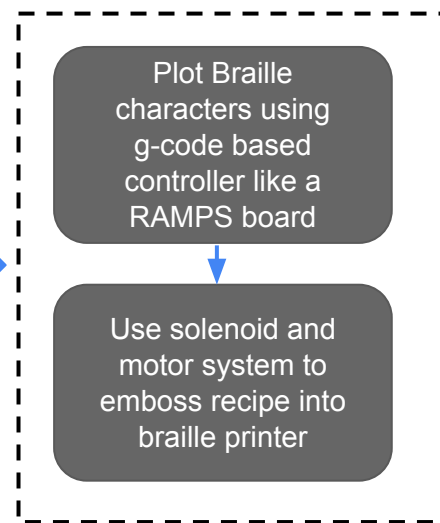 Plot Braille
characters using
g-code based
controller like a
RAMPS board
Use solenoid and
motor system to
emboss recipe into
braille printer